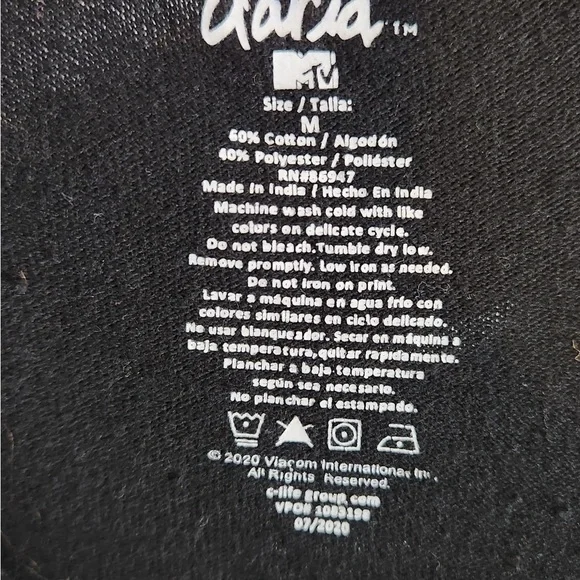 daria TM
MTV
Size / Talla:
M
60% Cotton / Algodón
40% Polyester / Poliéster
RN#86947
Made In India / Hecho En India
Machine wash cold with like
colors on delicate cycle.
Do not bleach.Tumble dry low.
Remove promptly. Low iron as needed.
Do not iron on print.
Lavar a máquina en agua frío con
colores similares en ciclo delicado.
No usar blanqueador. Secar en máquina a
baja temperatura, quitar rapidamente.
Planchar a baja temperatura
según sea necesario.
No planchar el estampado.
© 2020 Viacom International, Inc.
All Rights Reserved.
c-life group.com
07/2020